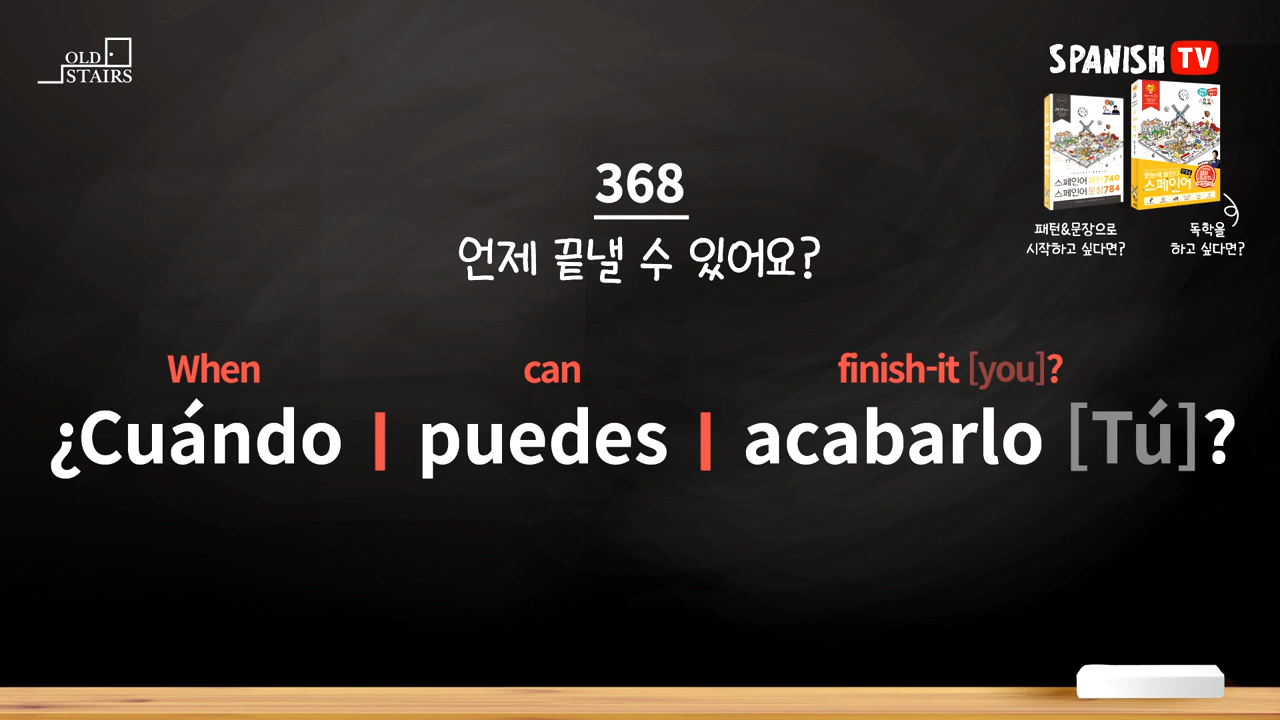 OLD
STAIRS
SPANISH TV
368
언제 끝낼 수 있어요?
스페인어 패턴 740
스페인어 문장 784
스페인어
패턴&문장으로
시작하고 싶다면?
독학을
하고 싶다면?
When can finish-it [you]?
¿Cuándo | puedes | acabarlo [Tú]?